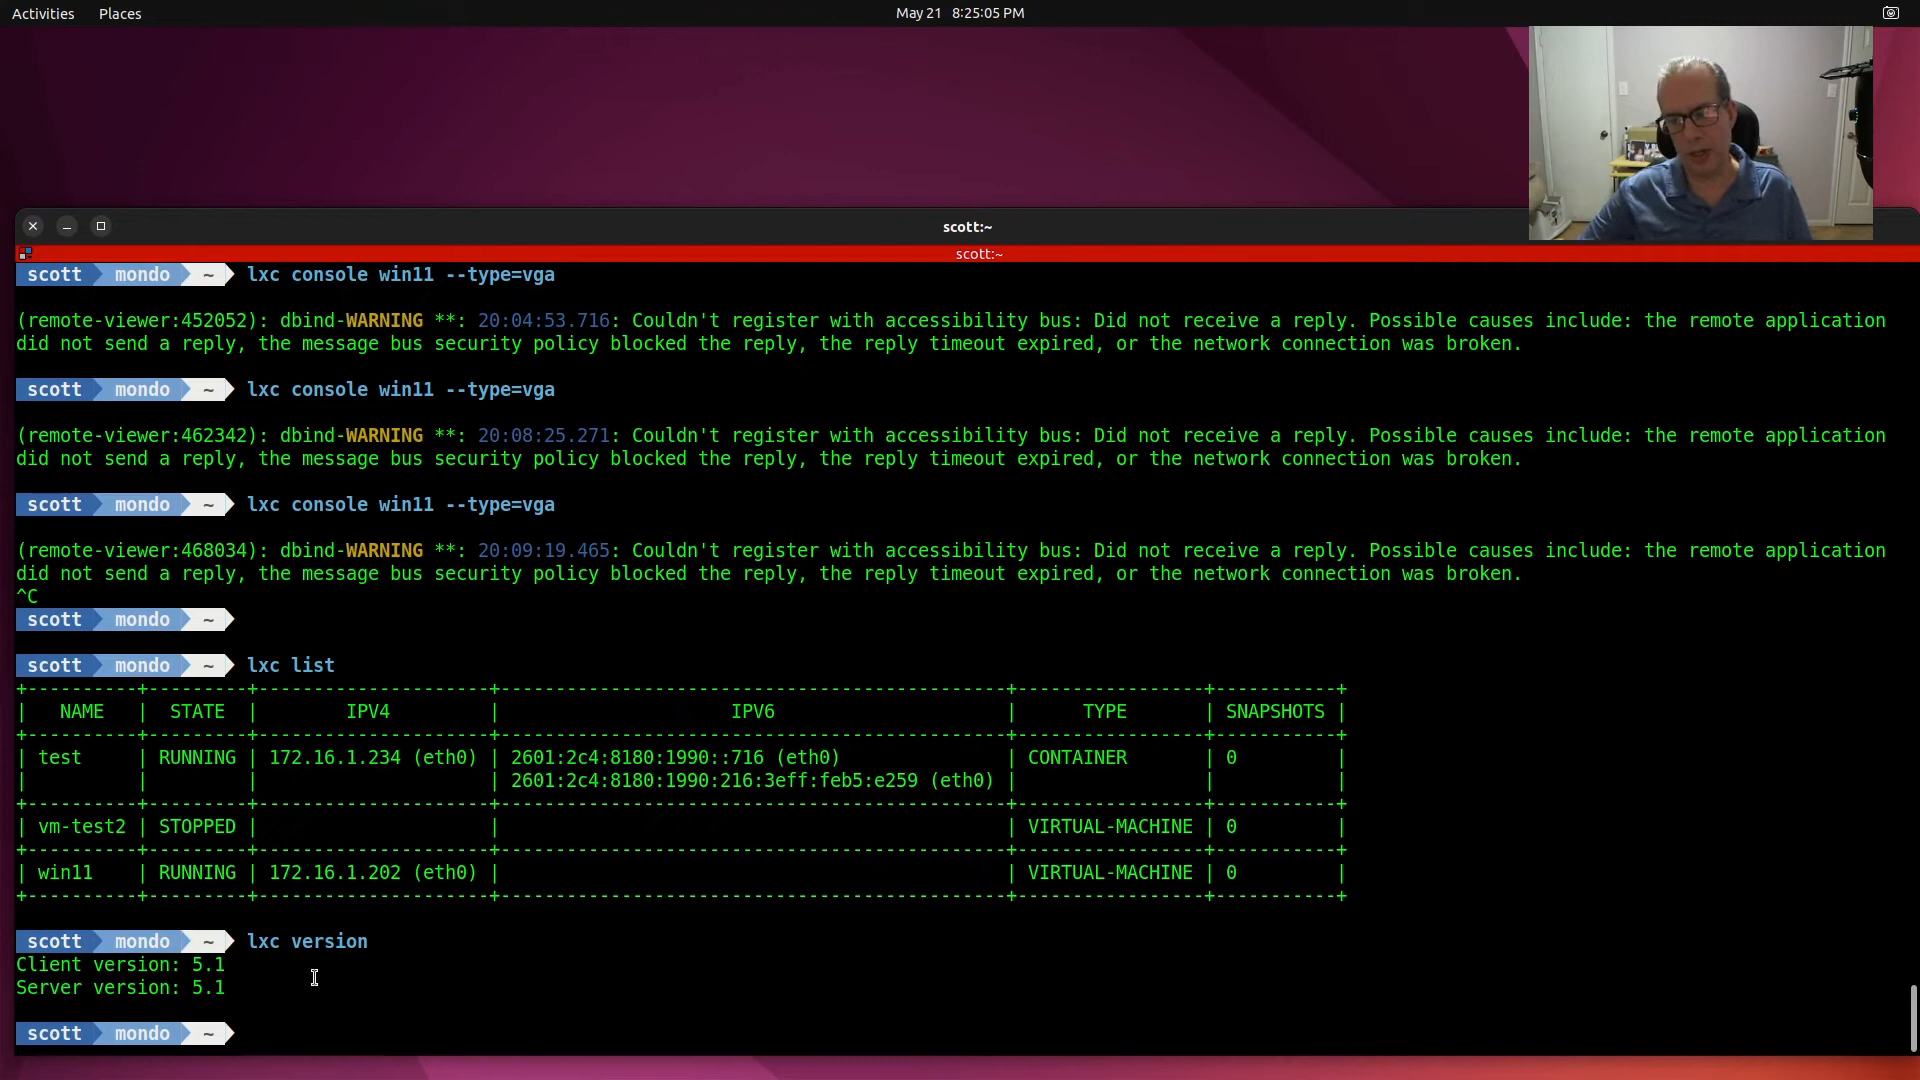 Activities Places May 21 8:25:05 PM
scott:~
scott:~
scott mondo ~ lxc console win11 --type=vga
(remote-viewer:452052): dbind-WARNING **: 20:04:53.716: Couldn't register with accessibility bus: Did not receive a reply. Possible causes include: the remote application
did not send a reply, the message bus security policy blocked the reply, the reply timeout expired, or the network connection was broken.
scott mondo ~ lxc console win11 --type=vga
(remote-viewer:462342): dbind-WARNING **: 20:08:25.271: Couldn't register with accessibility bus: Did not receive a reply. Possible causes include: the remote application
did not send a reply, the message bus security policy blocked the reply, the reply timeout expired, or the network connection was broken.
scott mondo ~ lxc console win11 --type=vga
(remote-viewer:468034): dbind-WARNING **: 20:09:19.465: Couldn't register with accessibility bus: Did not receive a reply. Possible causes include: the remote application
did not send a reply, the message bus security policy blocked the reply, the reply timeout expired, or the network connection was broken.
^C
scott mondo ~
scott mondo ~ lxc list
| NAME | STATE | IPV4 | IPV6 | TYPE | SNAPSHOTS |
| test | RUNNING | 172.16.1.234 (eth0) | 2601:2c4:8180:1990::716 (eth0) | CONTAINER | 0 |
| | | | 2601:2c4:8180:1990:216:3eff:feb5:e259 (eth0) | | |
| vm-test2 | STOPPED | | | VIRTUAL-MACHINE | 0 |
| win11 | RUNNING | 172.16.1.202 (eth0) | | VIRTUAL-MACHINE | 0 |
scott mondo ~ lxc version
Client version: 5.1
Server version: 5.1
scott mondo ~